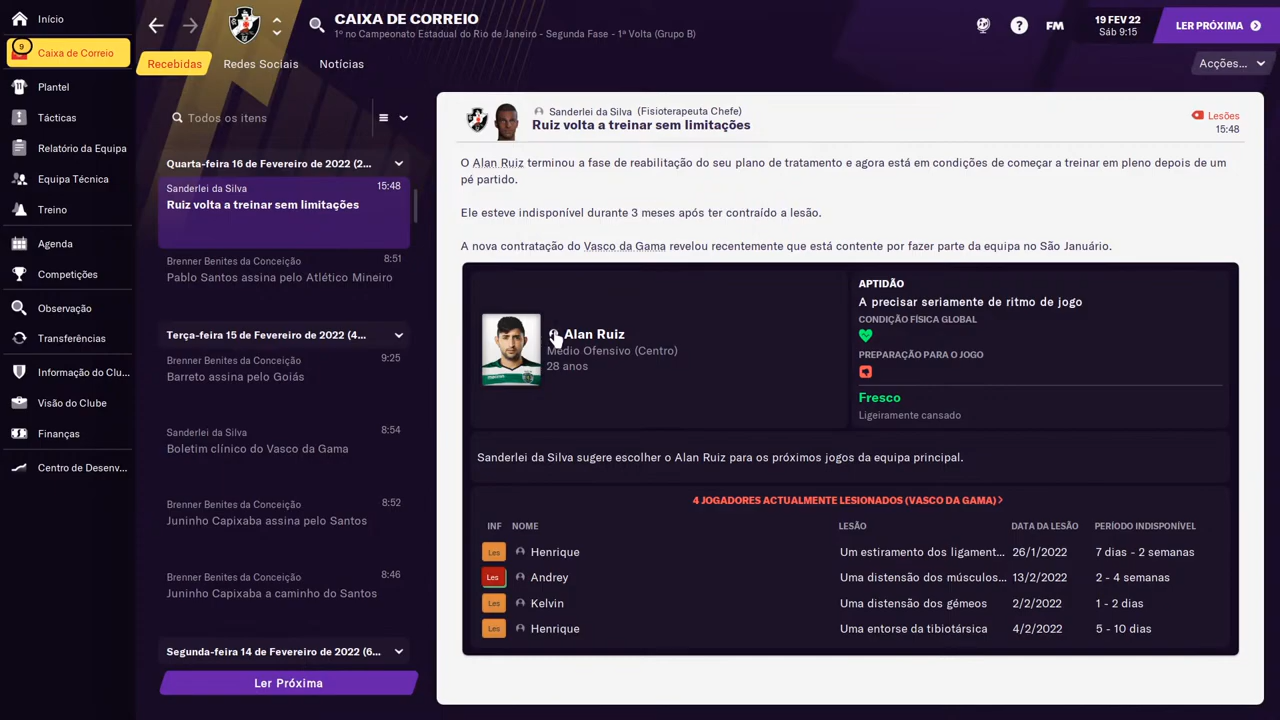 Início
9
Caixa de Correio
Plantel
Tácticas
Relatório da Equipa
Equipa Técnica
Treino
Agenda
Competições
Observação
Transferências
Informação do Clu...
Visão do Clube
Finanças
Centro de Desenv...
CAIXA DE CORREIO
1º no Campeonato Estadual do Rio de Janeiro - Segunda Fase - 1ª Volta (Grupo B)
FM
19 FEV 22
Sáb 9:15
LER PRÓXIMA
Recebidas
Redes Sociais
Notícias
Acções...
Todos os itens
Quarta-feira 16 de Fevereiro de 2022 (2...
Sanderlei da Silva
15:48
Ruiz volta a treinar sem limitações
Brenner Benites da Conceição
8:51
Pablo Santos assina pelo Atlético Mineiro
Terça-feira 15 de Fevereiro de 2022 (4...
Brenner Benites da Conceição
9:25
Barreto assina pelo Goiás
Sanderlei da Silva
8:54
Boletim clínico do Vasco da Gama
Brenner Benites da Conceição
8:52
Juninho Capixaba assina pelo Santos
Brenner Benites da Conceição
8:46
Juninho Capixaba a caminho do Santos
Segunda-feira 14 de Fevereiro de 2022 (6...
Ler Próxima
Sanderlei da Silva (Fisioterapeuta Chefe)
Ruiz volta a treinar sem limitações
Lesões
15:48
O Alan Ruiz terminou a fase de reabilitação do seu plano de tratamento e agora está em condições de começar a treinar em pleno depois de um
pé partido.
Ele esteve indisponível durante 3 meses após ter contraído a lesão.
A nova contratação do Vasco da Gama revelou recentemente que está contente por fazer parte da equipa no São Januário.
Alan Ruiz
Médio Ofensivo (Centro)
28 anos
APTIDÃO
A precisar seriamente de ritmo de jogo
CONDIÇÃO FÍSICA GLOBAL
PREPARAÇÃO PARA O JOGO
Fresco
Ligeiramente cansado
Sanderlei da Silva sugere escolher o Alan Ruiz para os próximos jogos da equipa principal.
4 JOGADORES ACTUALMENTE LESIONADOS (VASCO DA GAMA)
INF NOME LESÃO DATA DA LESÃO PERÍODO INDISPONÍVEL
Les Henrique Um estiramento dos ligament... 26/1/2022 7 dias - 2 semanas
Les Andrey Uma distensão dos músculos... 13/2/2022 2 - 4 semanas
Les Kelvin Uma distensão dos gémeos 2/2/2022 1 - 2 dias
Les Henrique Uma entorse da tibiotársica 4/2/2022 5 - 10 dias